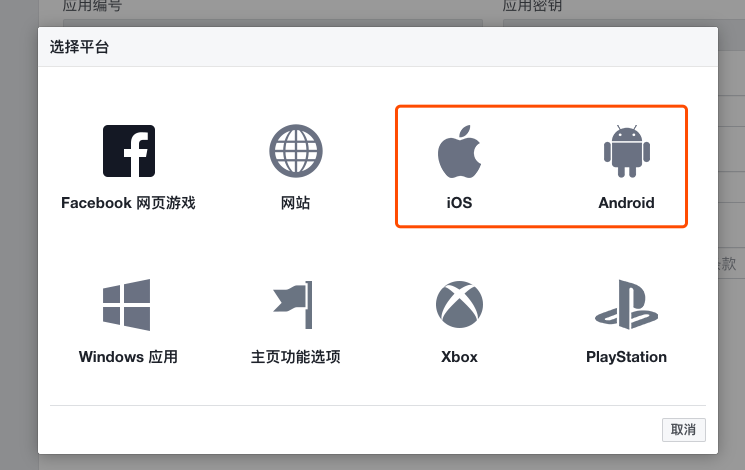 应用编号 应用密钥
选择平台
Facebook 网页游戏 网站 iOS Android
条款
Windows 应用 主页功能选项 Xbox PlayStation
取消